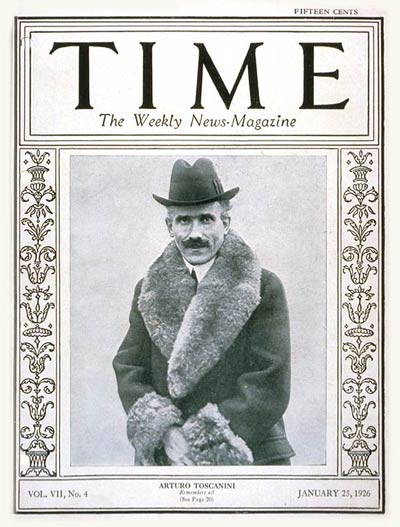 FIFTEEN CENTS
TIME
The Weekly News-Magazine
ARTURO TOSCANINI
Remembers all
(See Page 20)
VOL. VII, No. 4
JANUARY 25, 1926